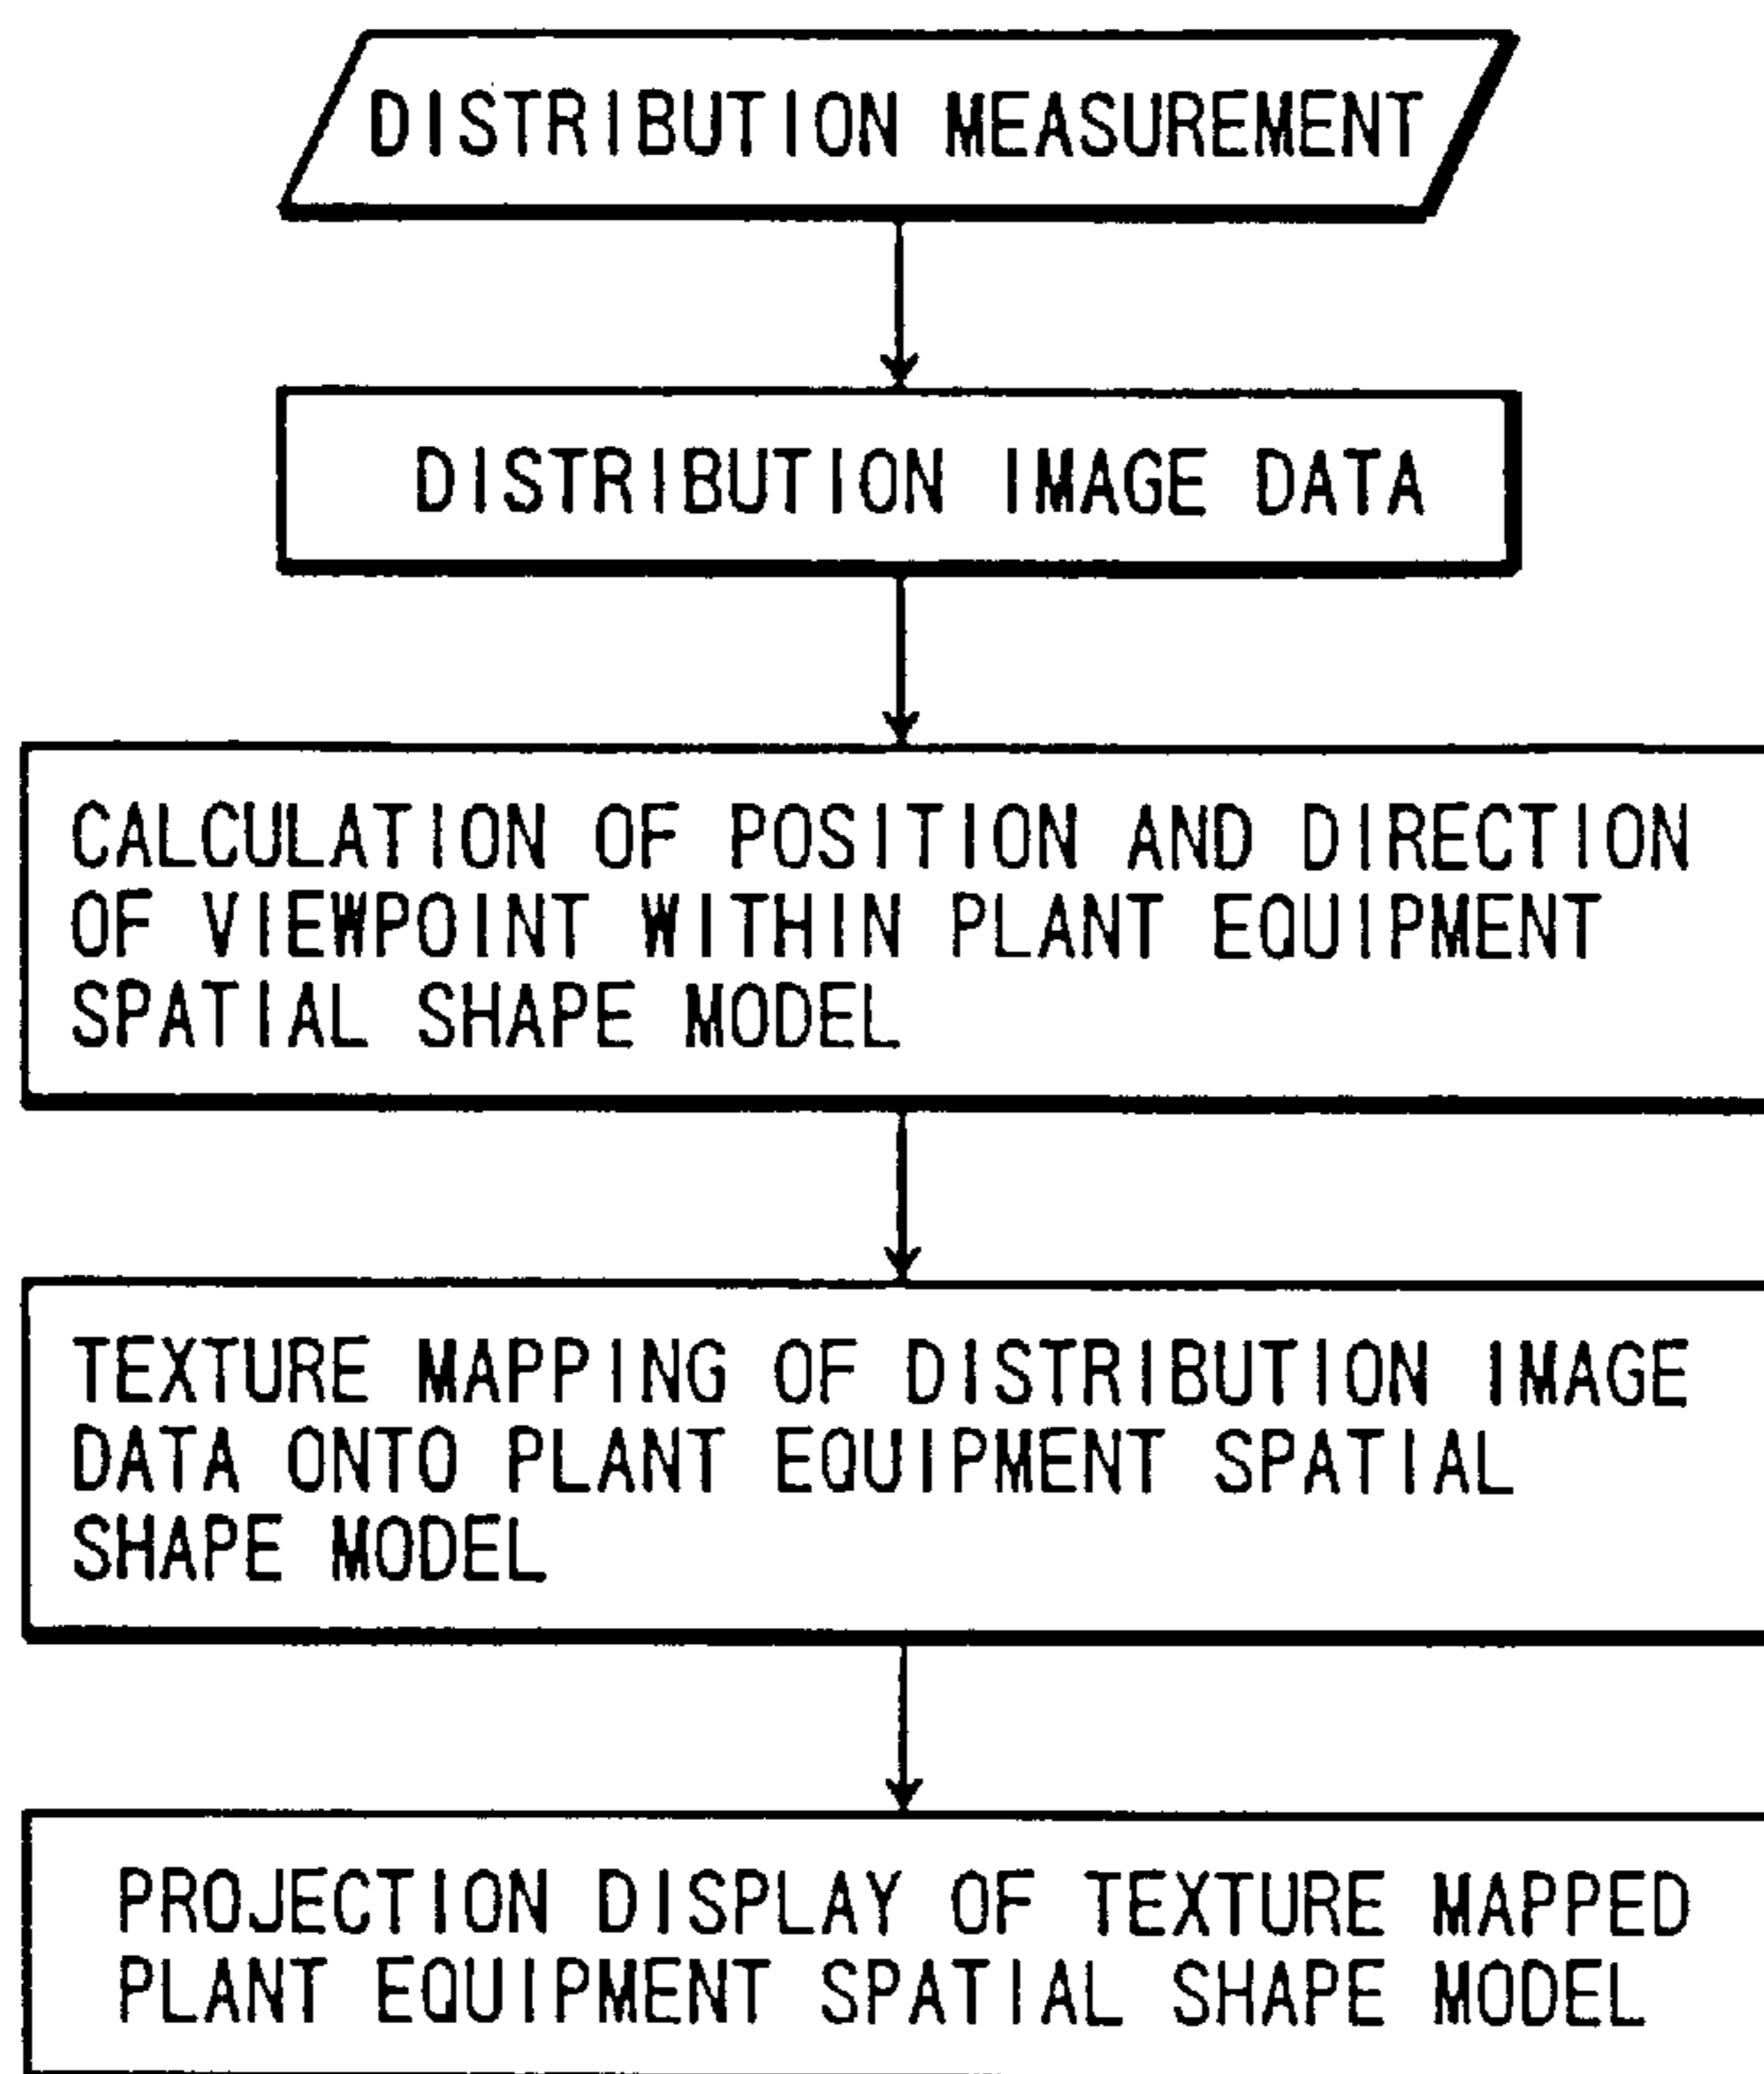 DISTRIBUTION MEASUREMENT
DISTRIBUTION IMAGE DATA
CALCULATION OF POSITION AND DIRECTION
OF VIEWPOINT WITHIN PLANT EQUIPMENT
SPATIAL SHAPE MODEL
TEXTURE MAPPING OF DISTRIBUTION IMAGE
DATA ONTO PLANT EQUIPMENT SPATIAL
SHAPE MODEL
PROJECTION DISPLAY OF TEXTURE MAPPED
PLANT EQUIPMENT SPATIAL SHAPE MODEL